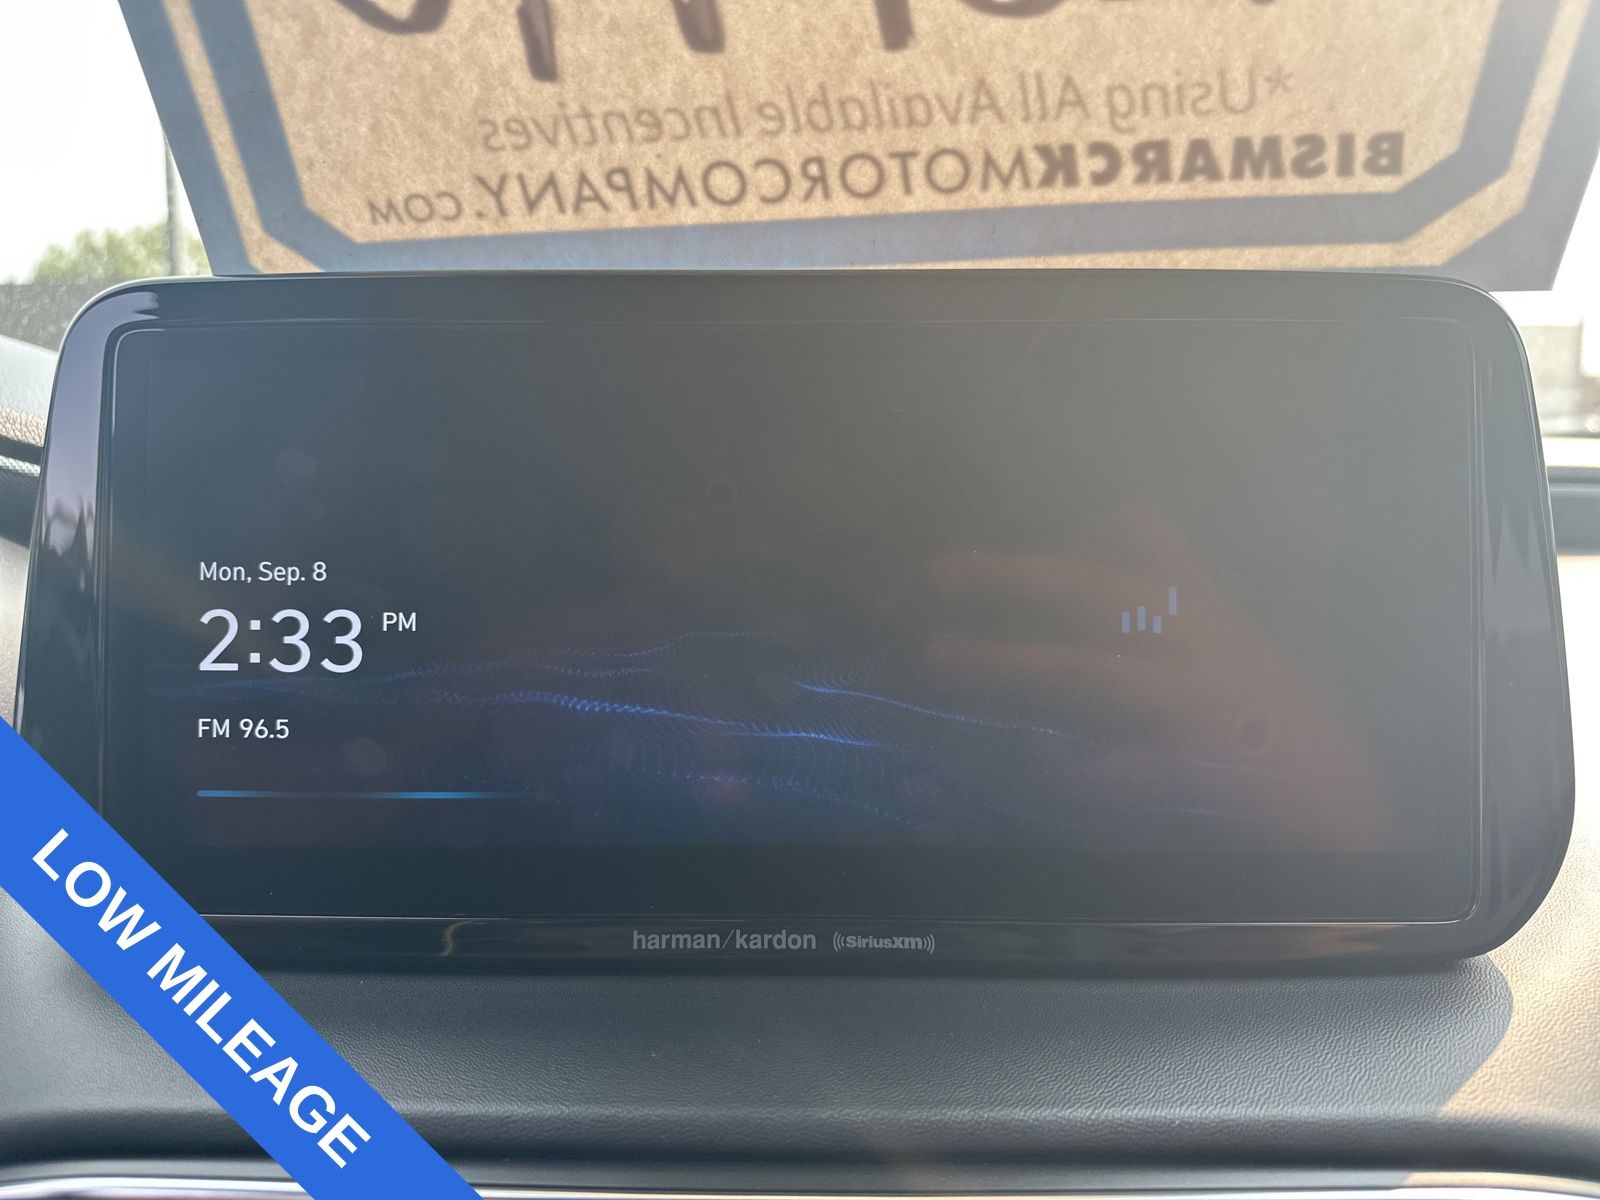 *Using All Available Incentives
BISMARCKMOTORCOMPANY.COM
Mon, Sep. 8
2:33 PM
FM 96.5
harman/kardon ((SiriusXM))
LOW MILEAGE